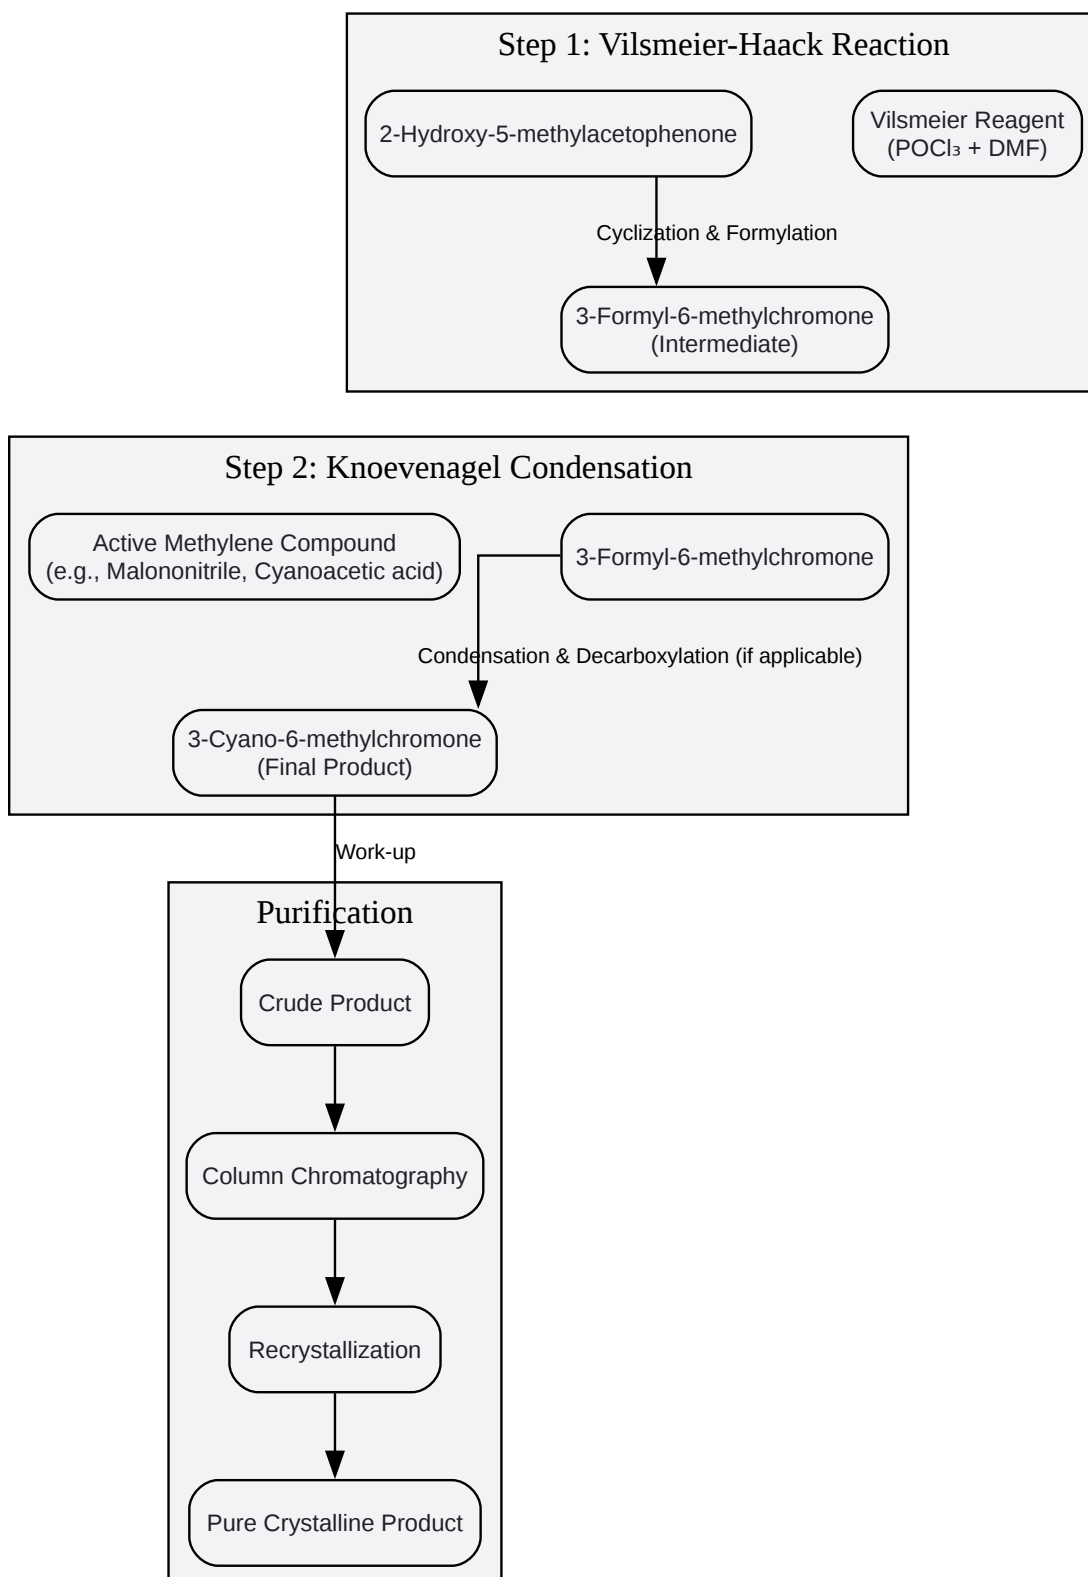 Step 1: Vilsmeier-Haack Reaction
2-Hydroxy-5-methylacetophenone
Vilsmeier Reagent
(POCl₃ + DMF)
Cyclization & Formylation
3-Formyl-6-methylchromone
(Intermediate)
Step 2: Knoevenagel Condensation
Active Methylene Compound
(e.g., Malononitrile, Cyanoacetic acid)
3-Formyl-6-methylchromone
Condensation & Decarboxylation (if applicable)
3-Cyano-6-methylchromone
(Final Product)
Work-up
Purification
Crude Product
Column Chromatography
Recrystallization
Pure Crystalline Product